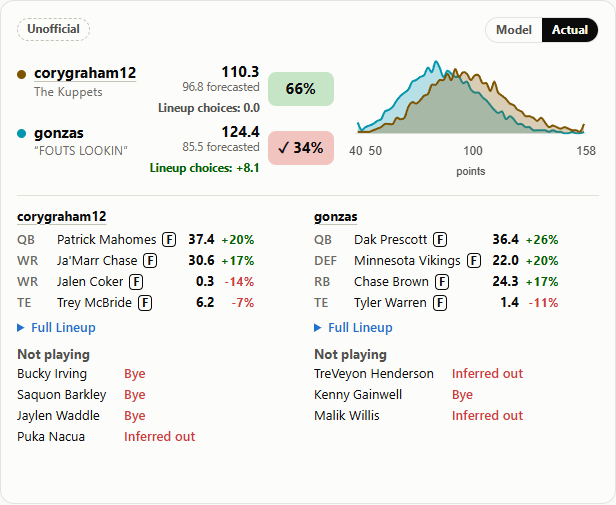 Unofficial
Model Actual
corygraham12 110.3
The Kuppets 96.8 forecasted
Lineup choices: 0.0
66%
gonzas 124.4
"FOUTS LOOKIN" 85.5 forecasted
Lineup choices: +8.1
✓ 34%
40 50 100 158
points
corygraham12
QB Patrick Mahomes F 37.4 +20%
WR Ja'Marr Chase F 30.6 +17%
WR Jalen Coker F 0.3 -14%
TE Trey McBride F 6.2 -7%
▶ Full Lineup
Not playing
Bucky Irving Bye
Saquon Barkley Bye
Jaylen Waddle Bye
Puka Nacua Inferred out
gonzas
QB Dak Prescott F 36.4 +26%
DEF Minnesota Vikings F 22.0 +20%
RB Chase Brown F 24.3 +17%
TE Tyler Warren F 1.4 -11%
▶ Full Lineup
Not playing
TreVeyon Henderson Inferred out
Kenny Gainwell Bye
Malik Willis Inferred out